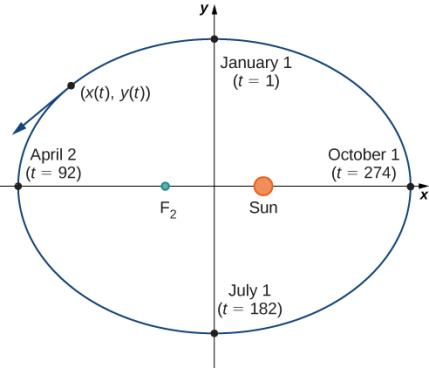 y
January 1
(t = 1)
(x(t), y(t))
April 2
(t = 92)
October 1
(t = 274)
x
F₂
Sun
July 1
(t = 182)